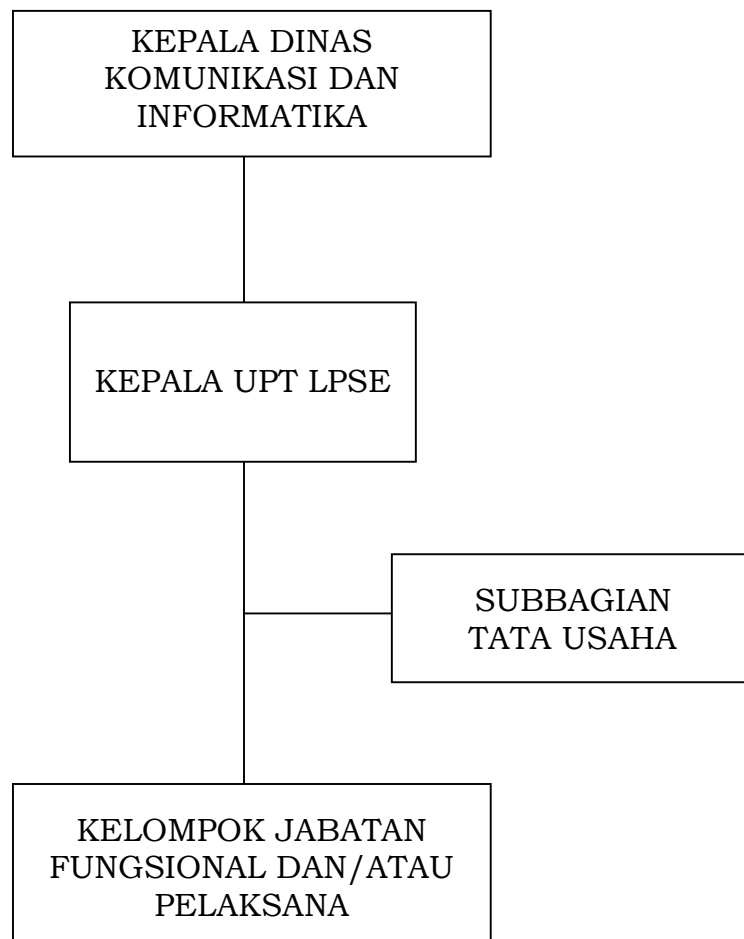 KEPALA DINAS
KOMUNIKASI DAN
INFORMATIKA
KEPALA UPT LPSE
SUBBAGIAN
TATA USAHA
KELOMPOK JABATAN
FUNGSIONAL DAN/ATAU
PELAKSANA